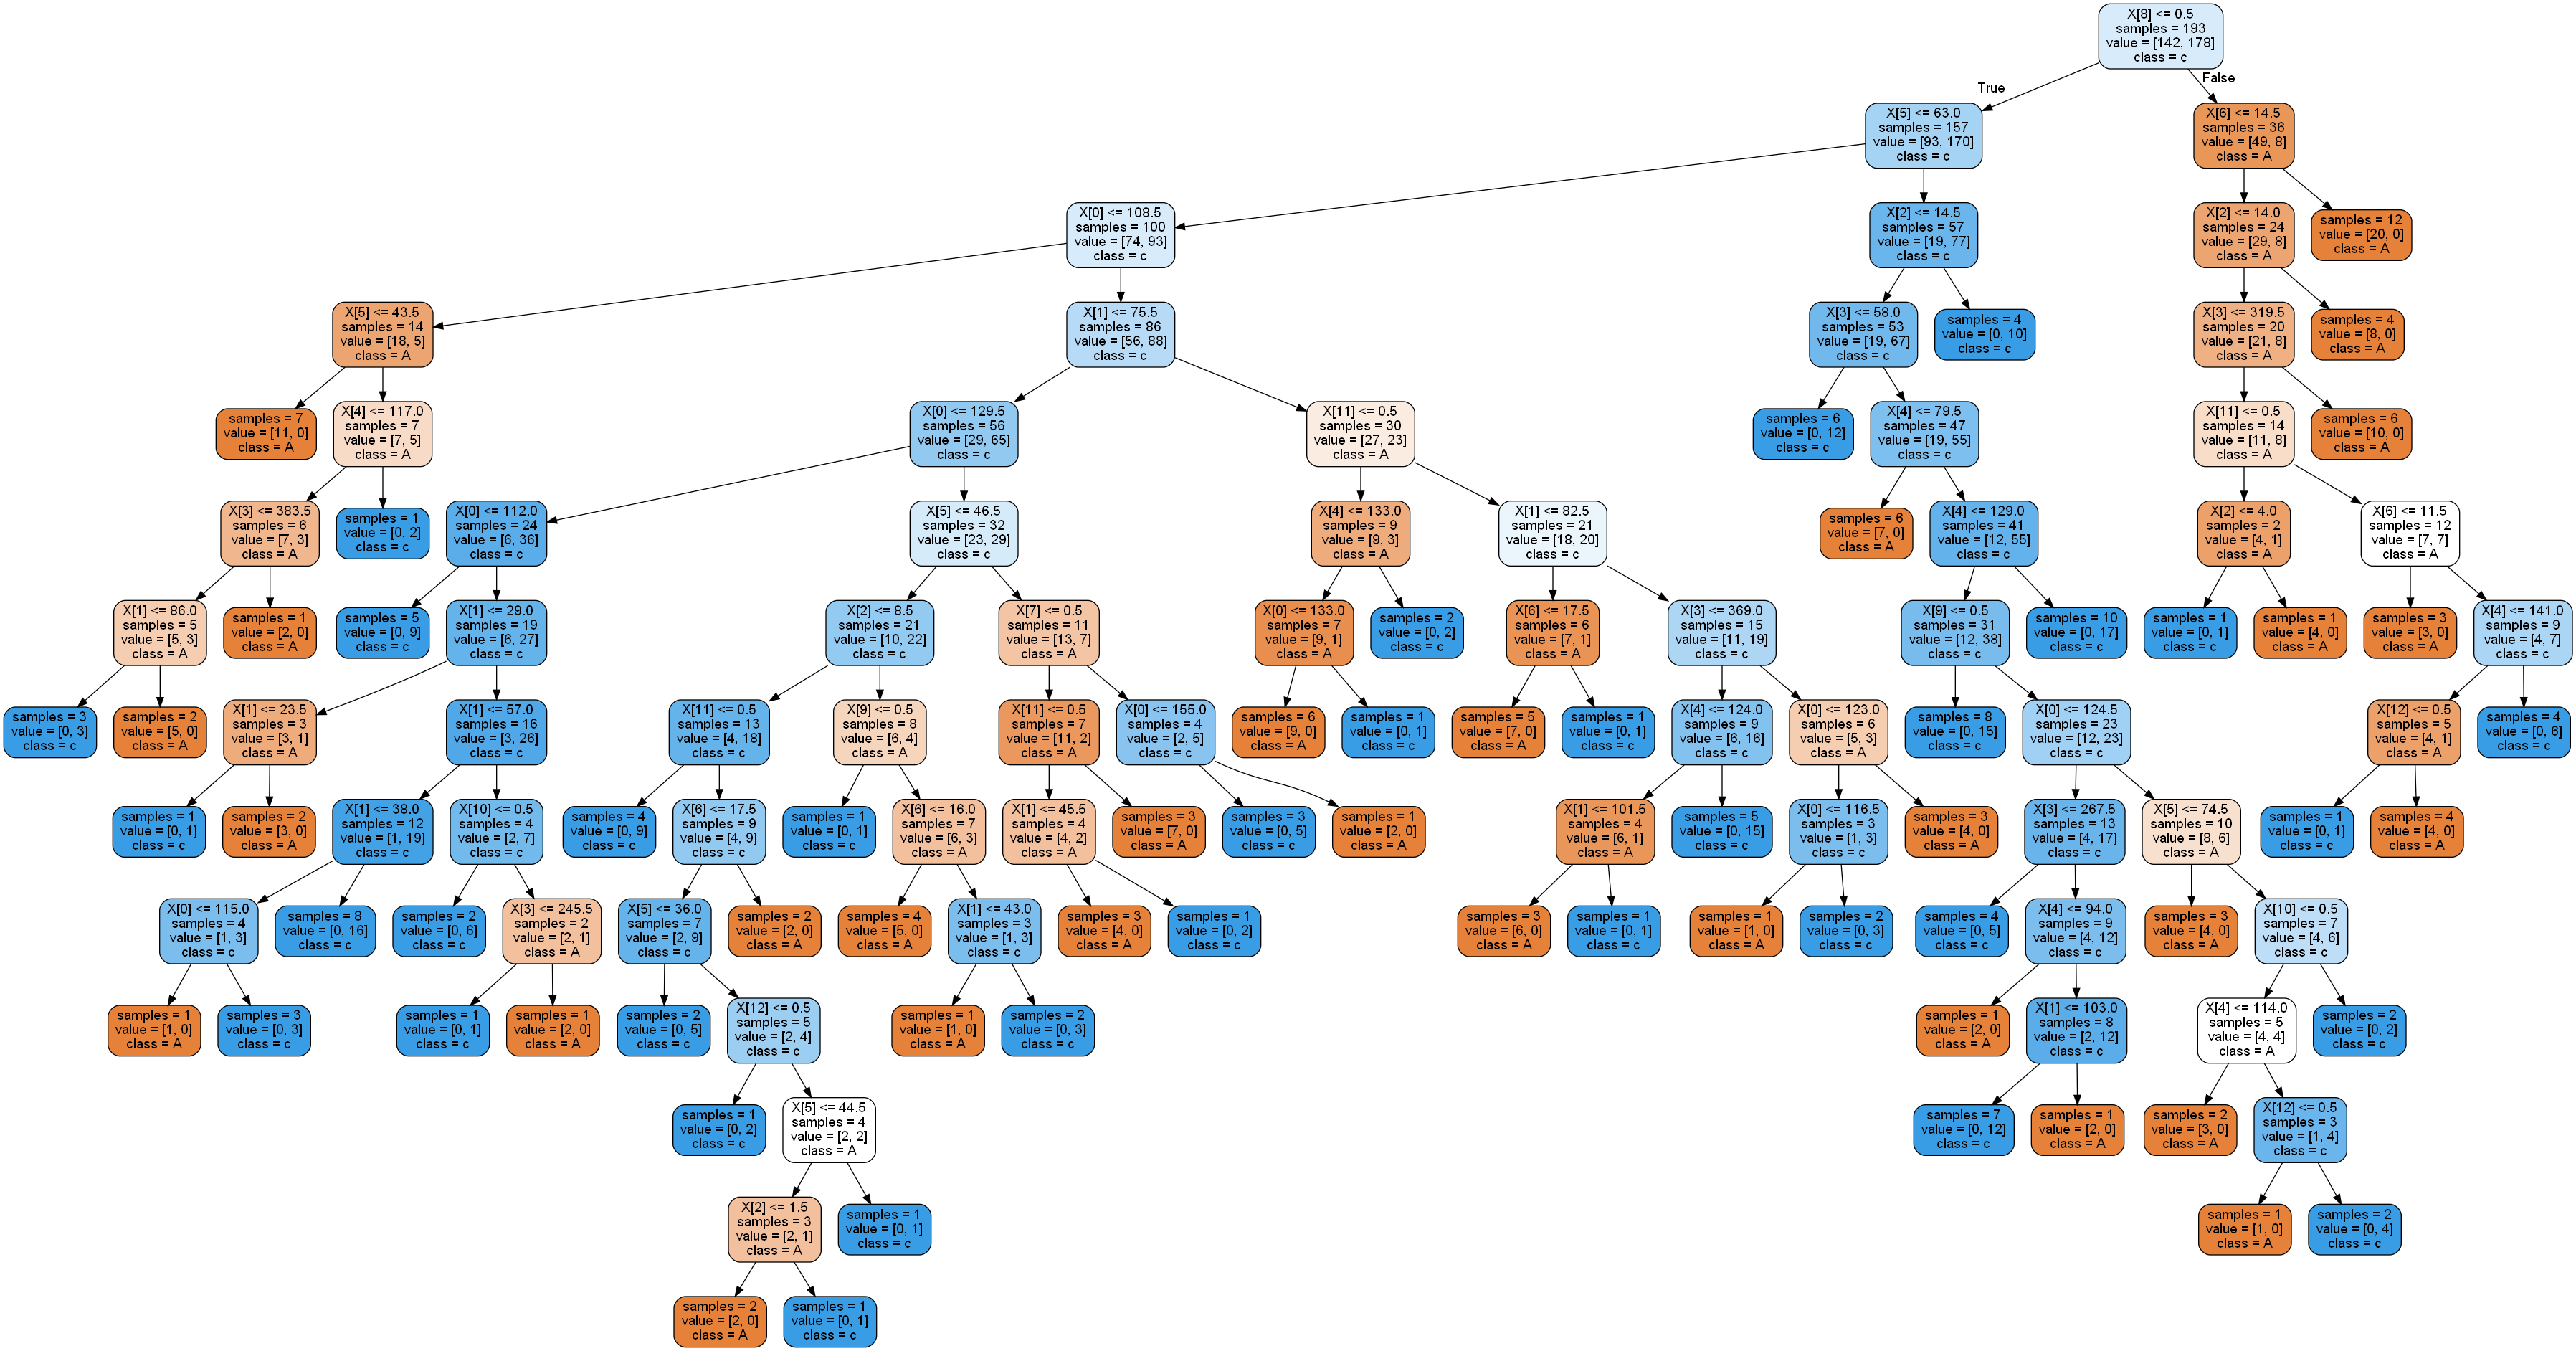 X[8] <= 0.5
samples = 193
value = [142, 178]
class = c
True
False
X[5] <= 63.0
samples = 157
value = [93, 170]
class = c
X[6] <= 14.5
samples = 36
value = [49, 8]
class = A
X[0] <= 108.5
samples = 100
value = [74, 93]
class = c
X[2] <= 14.5
samples = 57
value = [19, 77]
class = c
X[2] <= 14.0
samples = 24
value = [29, 8]
class = A
samples = 12
value = [20, 0]
class = A
X[5] <= 43.5
samples = 14
value = [18, 5]
class = A
X[1] <= 75.5
samples = 86
value = [56, 88]
class = c
X[3] <= 58.0
samples = 53
value = [19, 67]
class = c
samples = 4
value = [0, 10]
class = c
X[3] <= 319.5
samples = 20
value = [21, 8]
class = A
samples = 4
value = [8, 0]
class = A
samples = 7
value = [11, 0]
class = A
X[4] <= 117.0
samples = 7
value = [7, 5]
class = A
X[0] <= 129.5
samples = 56
value = [29, 65]
class = c
X[11] <= 0.5
samples = 30
value = [27, 23]
class = A
samples = 6
value = [0, 12]
class = c
X[4] <= 79.5
samples = 47
value = [19, 55]
class = c
X[11] <= 0.5
samples = 14
value = [11, 8]
class = A
samples = 6
value = [10, 0]
class = A
X[3] <= 383.5
samples = 6
value = [7, 3]
class = A
samples = 1
value = [0, 2]
class = c
X[0] <= 112.0
samples = 24
value = [6, 36]
class = c
X[5] <= 46.5
samples = 32
value = [23, 29]
class = c
X[4] <= 133.0
samples = 9
value = [9, 3]
class = A
X[1] <= 82.5
samples = 21
value = [18, 20]
class = c
samples = 6
value = [7, 0]
class = A
X[4] <= 129.0
samples = 41
value = [12, 55]
class = c
X[2] <= 4.0
samples = 2
value = [4, 1]
class = A
X[6] <= 11.5
samples = 12
value = [7, 7]
class = A
X[1] <= 86.0
samples = 5
value = [5, 3]
class = A
samples = 1
value = [2, 0]
class = A
samples = 5
value = [0, 9]
class = c
X[1] <= 29.0
samples = 19
value = [6, 27]
class = c
X[2] <= 8.5
samples = 21
value = [10, 22]
class = c
X[7] <= 0.5
samples = 11
value = [13, 7]
class = A
X[0] <= 133.0
samples = 7
value = [9, 1]
class = A
samples = 2
value = [0, 2]
class = c
X[6] <= 17.5
samples = 6
value = [7, 1]
class = A
X[3] <= 369.0
samples = 15
value = [11, 19]
class = c
X[9] <= 0.5
samples = 31
value = [12, 38]
class = c
samples = 10
value = [0, 17]
class = c
samples = 1
value = [0, 1]
class = c
samples = 1
value = [4, 0]
class = A
samples = 3
value = [3, 0]
class = A
X[4] <= 141.0
samples = 9
value = [4, 7]
class = c
samples = 3
value = [0, 3]
class = c
samples = 2
value = [5, 0]
class = A
X[1] <= 23.5
samples = 3
value = [3, 1]
class = A
X[1] <= 57.0
samples = 16
value = [3, 26]
class = c
X[11] <= 0.5
samples = 13
value = [4, 18]
class = c
X[9] <= 0.5
samples = 8
value = [6, 4]
class = A
X[11] <= 0.5
samples = 7
value = [11, 2]
class = A
X[0] <= 155.0
samples = 4
value = [2, 5]
class = c
samples = 6
value = [9, 0]
class = A
samples = 1
value = [0, 1]
class = c
samples = 5
value = [7, 0]
class = A
samples = 1
value = [0, 1]
class = c
X[4] <= 124.0
samples = 9
value = [6, 16]
class = c
X[0] <= 123.0
samples = 6
value = [5, 3]
class = A
samples = 8
value = [0, 15]
class = c
X[0] <= 124.5
samples = 23
value = [12, 23]
class = c
X[12] <= 0.5
samples = 5
value = [4, 1]
class = A
samples = 4
value = [0, 6]
class = c
samples = 1
value = [0, 1]
class = c
samples = 2
value = [3, 0]
class = A
X[1] <= 38.0
samples = 12
value = [1, 19]
class = c
X[10] <= 0.5
samples = 4
value = [2, 7]
class = c
samples = 4
value = [0, 9]
class = c
X[6] <= 17.5
samples = 9
value = [4, 9]
class = c
samples = 1
value = [0, 1]
class = c
X[6] <= 16.0
samples = 7
value = [6, 3]
class = A
X[1] <= 45.5
samples = 4
value = [4, 2]
class = A
samples = 3
value = [7, 0]
class = A
samples = 3
value = [0, 5]
class = c
samples = 1
value = [2, 0]
class = A
X[1] <= 101.5
samples = 4
value = [6, 1]
class = A
samples = 5
value = [0, 15]
class = c
X[0] <= 116.5
samples = 3
value = [1, 3]
class = c
samples = 3
value = [4, 0]
class = A
X[3] <= 267.5
samples = 13
value = [4, 17]
class = c
X[5] <= 74.5
samples = 10
value = [8, 6]
class = A
samples = 1
value = [0, 1]
class = c
samples = 4
value = [4, 0]
class = A
X[0] <= 115.0
samples = 4
value = [1, 3]
class = c
samples = 8
value = [0, 16]
class = c
samples = 2
value = [0, 6]
class = c
X[3] <= 245.5
samples = 2
value = [2, 1]
class = A
X[5] <= 36.0
samples = 7
value = [2, 9]
class = c
samples = 2
value = [2, 0]
class = A
samples = 4
value = [5, 0]
class = A
X[1] <= 43.0
samples = 3
value = [1, 3]
class = c
samples = 3
value = [4, 0]
class = A
samples = 1
value = [0, 2]
class = c
samples = 3
value = [6, 0]
class = A
samples = 1
value = [0, 1]
class = c
samples = 1
value = [1, 0]
class = A
samples = 2
value = [0, 3]
class = c
samples = 4
value = [0, 5]
class = c
X[4] <= 94.0
samples = 9
value = [4, 12]
class = c
samples = 3
value = [4, 0]
class = A
X[10] <= 0.5
samples = 7
value = [4, 6]
class = c
samples = 1
value = [1, 0]
class = A
samples = 3
value = [0, 3]
class = c
samples = 1
value = [0, 1]
class = c
samples = 1
value = [2, 0]
class = A
samples = 2
value = [0, 5]
class = c
X[12] <= 0.5
samples = 5
value = [2, 4]
class = c
samples = 1
value = [1, 0]
class = A
samples = 2
value = [0, 3]
class = c
samples = 1
value = [2, 0]
class = A
X[1] <= 103.0
samples = 8
value = [2, 12]
class = c
X[4] <= 114.0
samples = 5
value = [4, 4]
class = A
samples = 2
value = [0, 2]
class = c
samples = 1
value = [0, 2]
class = c
X[5] <= 44.5
samples = 4
value = [2, 2]
class = A
samples = 7
value = [0, 12]
class = c
samples = 1
value = [2, 0]
class = A
samples = 2
value = [3, 0]
class = A
X[12] <= 0.5
samples = 3
value = [1, 4]
class = c
X[2] <= 1.5
samples = 3
value = [2, 1]
class = A
samples = 1
value = [0, 1]
class = c
samples = 1
value = [1, 0]
class = A
samples = 2
value = [0, 4]
class = c
samples = 2
value = [2, 0]
class = A
samples = 1
value = [0, 1]
class = c